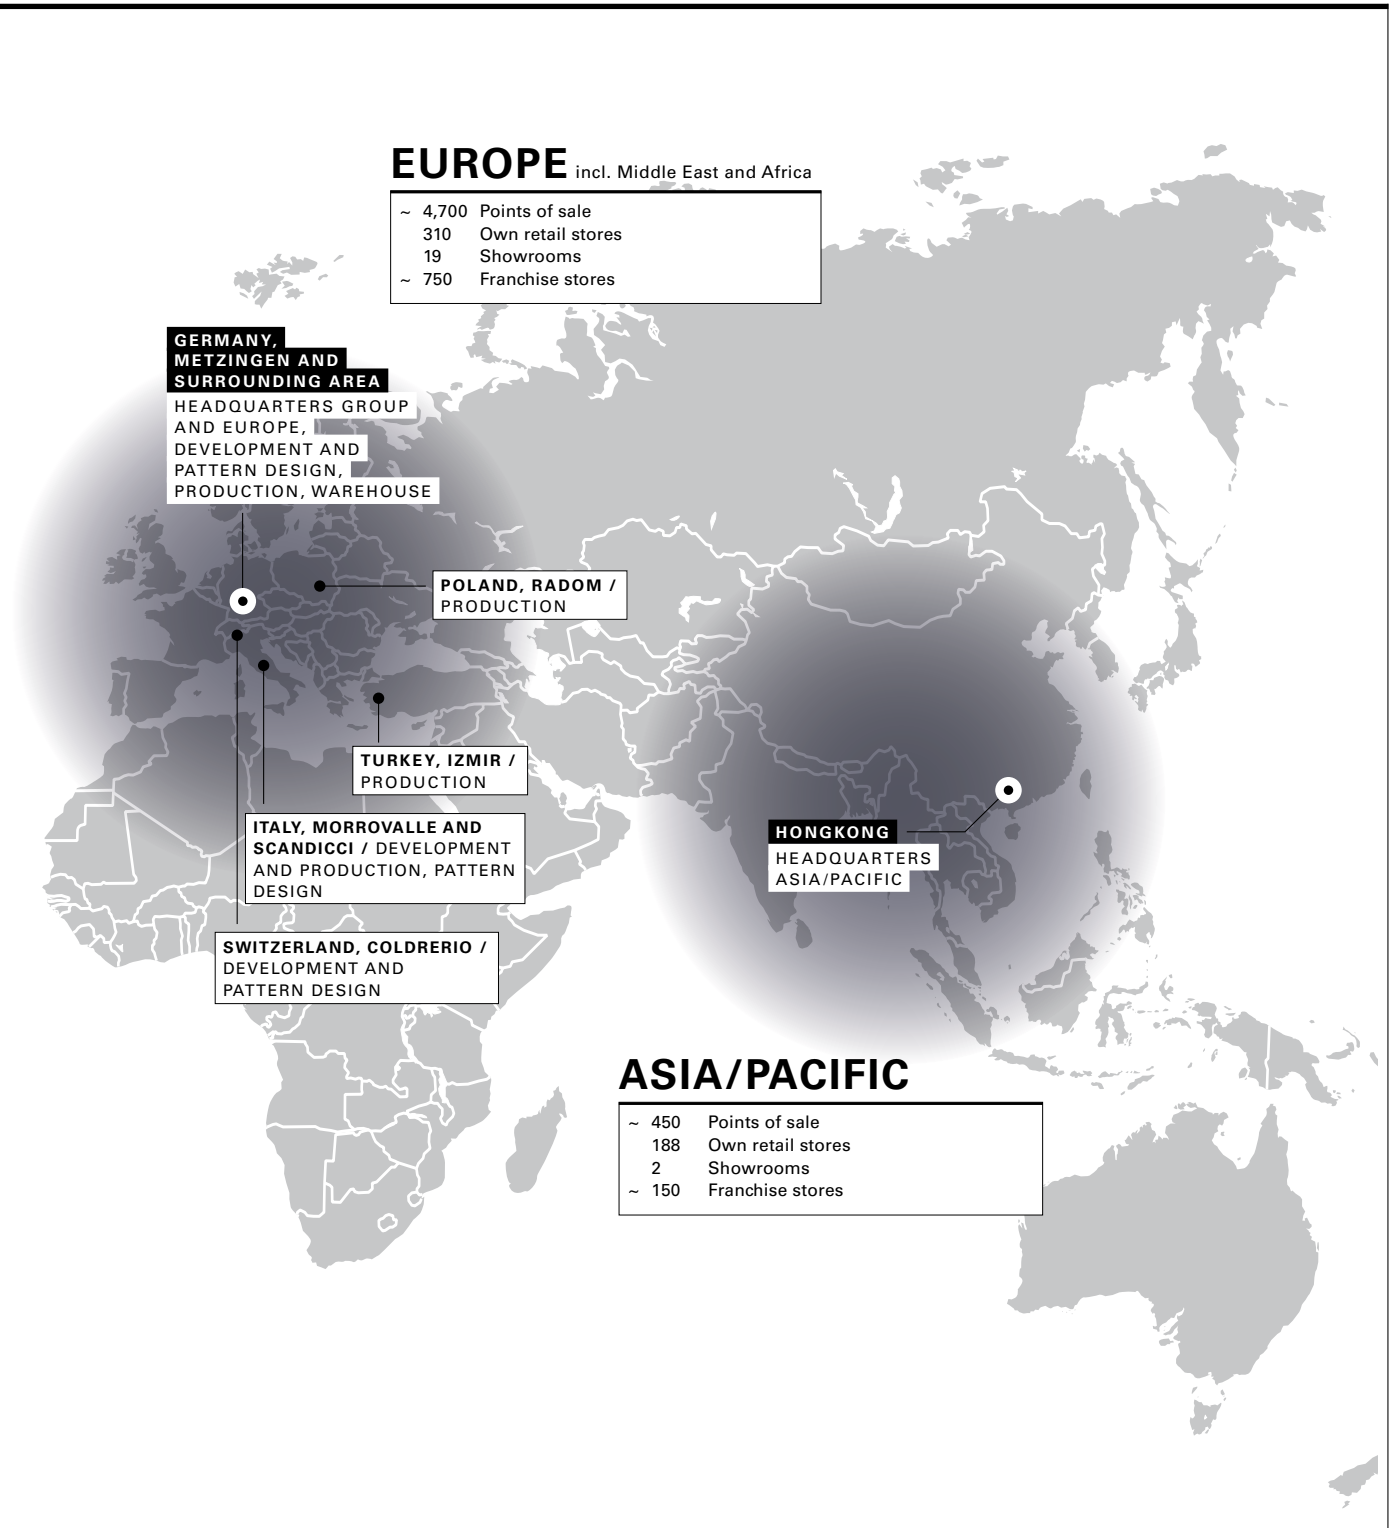 EUROPE incl. Middle East and Africa
~ 4,700 Points of sale
310 Own retail stores
19 Showrooms
~ 750 Franchise stores
GERMANY,
METZINGEN AND
SURROUNDING AREA
HEADQUARTERS GROUP
AND EUROPE,
DEVELOPMENT AND
PATTERN DESIGN,
PRODUCTION, WAREHOUSE
POLAND, RADOM /
PRODUCTION
TURKEY, IZMIR /
PRODUCTION
ITALY, MORROVALLE AND
SCANDICCI / DEVELOPMENT
AND PRODUCTION, PATTERN
DESIGN
SWITZERLAND, COLDRERIO /
DEVELOPMENT AND
PATTERN DESIGN
HONGKONG
HEADQUARTERS
ASIA/PACIFIC
ASIA/PACIFIC
~ 450 Points of sale
188 Own retail stores
2 Showrooms
~ 150 Franchise stores